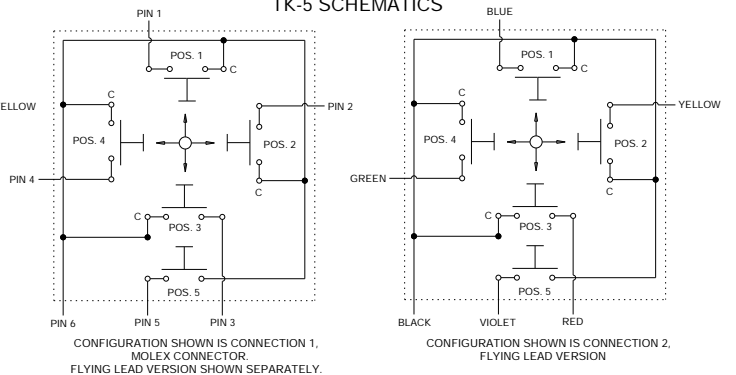 TK-5 SCHEMATICS
PIN 1
POS. 1
C
C
PIN 2
ELLOW
POS. 4
POS. 2
PIN 4
C
C
POS. 3
POS. 5
PIN 6
PIN 5
PIN 3
CONFIGURATION SHOWN IS CONNECTION 1,
MOLEX CONNECTOR.
FLYING LEAD VERSION SHOWN SEPARATELY.
BLUE
POS. 1
C
C
YELLOW
POS. 4
POS. 2
GREEN
C
C
POS. 3
POS. 5
BLACK
VIOLET
RED
CONFIGURATION SHOWN IS CONNECTION 2,
FLYING LEAD VERSION